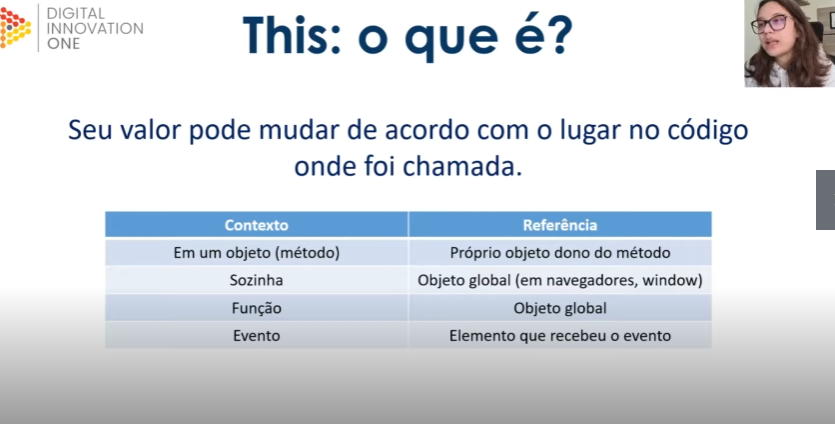 DIGITAL
INNOVATION
ONE
This: o que é?
Seu valor pode mudar de acordo com o lugar no código
onde foi chamada.
Contexto Referência
Em um objeto (método) Próprio objeto dono do método
Sozinha Objeto global (em navegadores, window)
Função Objeto global
Evento Elemento que recebeu o evento